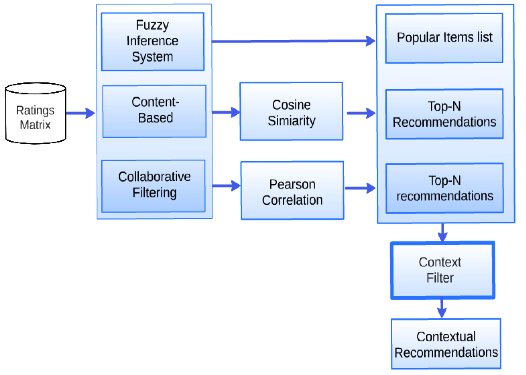 Fuzzy
Inference
System
Popular Items list
Ratings
Matrix
Content-
Based
Cosine
Simiarity
Top-N
Recommendations
Collaborative
Filtering
Pearson
Correlation
Top-N
recommendations
Context
Filter
Contextual
Recommendations